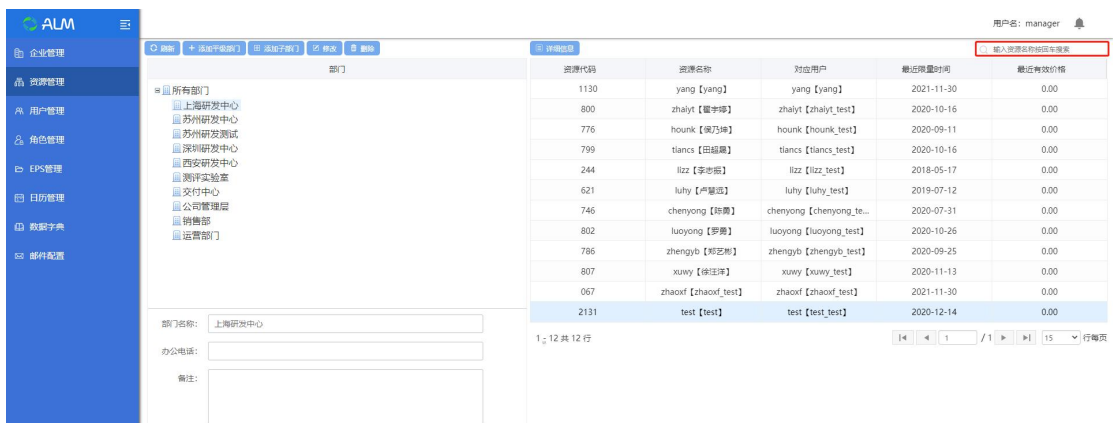 ALM
用户名: manager
企业管理
资源管理
用户管理
角色管理
EPS管理
日历管理
数据字典
邮件配置
刷新 添加平级部门 添加子部门 修改 删除
部门
所有部门
上海研发中心
苏州研发中心
苏州研发测试
深圳研发中心
西安研发中心
测评实验室
交付中心
公司管理层
销售部
运营部门
部门名称: 上海研发中心
办公电话:
备注:
详细信息 输入资源名称按回车搜索
资源代码 资源名称 对应用户 最近限量时间 最近有效价格
1130 yang【yang】 yang【yang】 2021-11-30 0.00
800 zhaiyt【翟宇婷】 zhaiyt【zhaiyt_test】 2020-10-16 0.00
776 hounk【侯乃坤】 hounk【hounk_test】 2020-09-11 0.00
799 tiancs【田超晟】 tiancs【tiancs_test】 2020-10-16 0.00
244 lizz【李志振】 lizz【lizz_test】 2018-05-17 0.00
621 luhy【卢慧远】 luhy【luhy_test】 2019-07-12 0.00
746 chenyong【陈勇】 chenyong【chenyong_te... 2020-07-31 0.00
802 luoyong【罗勇】 luoyong【luoyong_test】 2020-10-26 0.00
786 zhengyb【郑艺彬】 zhengyb【zhengyb_test】 2020-09-25 0.00
807 xuwy【徐汪洋】 xuwy【xuwy_test】 2020-11-13 0.00
067 zhaoxf【zhaoxf_test】 zhaoxf【zhaoxf_test】 2021-11-30 0.00
2131 test【test】 test【test_test】 2020-12-14 0.00
1 - 12 共 12 行 1 / 1 15 行每页